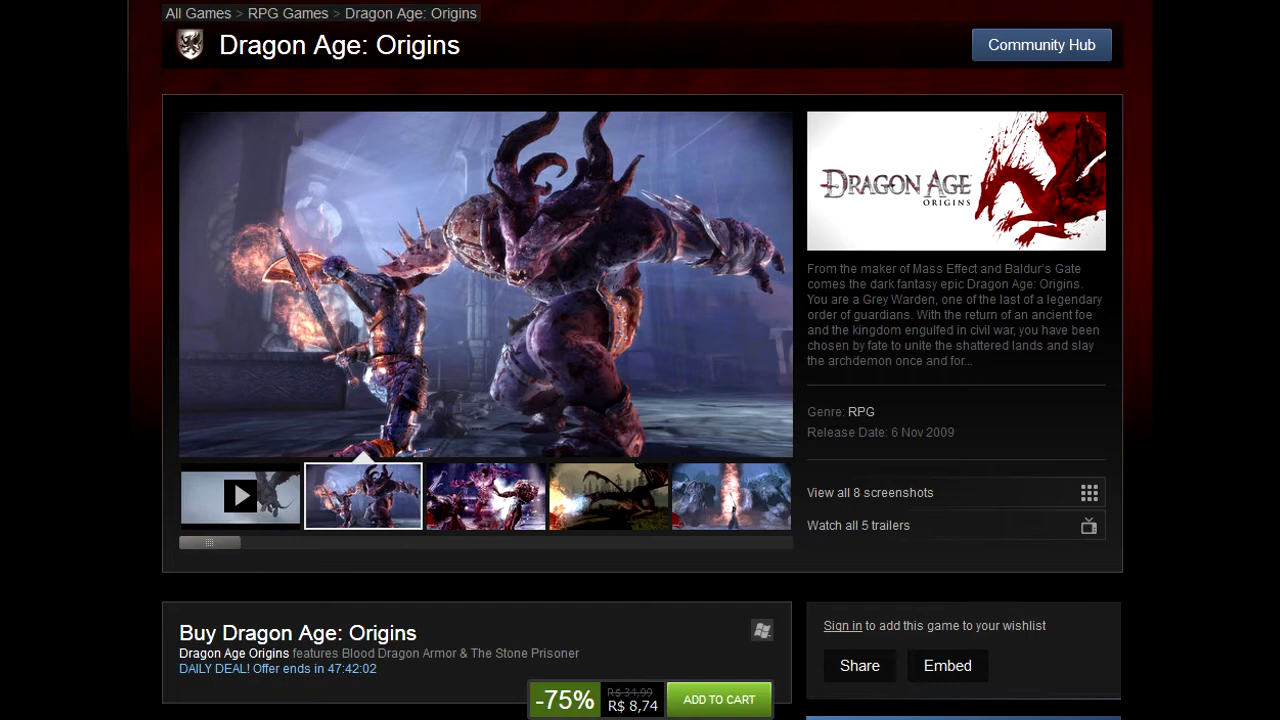 All Games > RPG Games > Dragon Age: Origins
Dragon Age: Origins
Community Hub
DRAGON AGE
ORIGINS
From the maker of Mass Effect and Baldur's Gate
comes the dark fantasy epic Dragon Age: Origins.
You are a Grey Warden, one of the last of a legendary
order of guardians. With the return of an ancient foe
and the kingdom engulfed in civil war, you have been
chosen by fate to unite the shattered lands and slay
the archdemon once and for...
Genre: RPG
Release Date: 6 Nov 2009
View all 8 screenshots
Watch all 5 trailers
Buy Dragon Age: Origins
Dragon Age Origins features Blood Dragon Armor & The Stone Prisoner
DAILY DEAL! Offer ends in 47:42:02
-75%
R$ 34,99
R$ 8,74
ADD TO CART
Sign in to add this game to your wishlist
Share
Embed